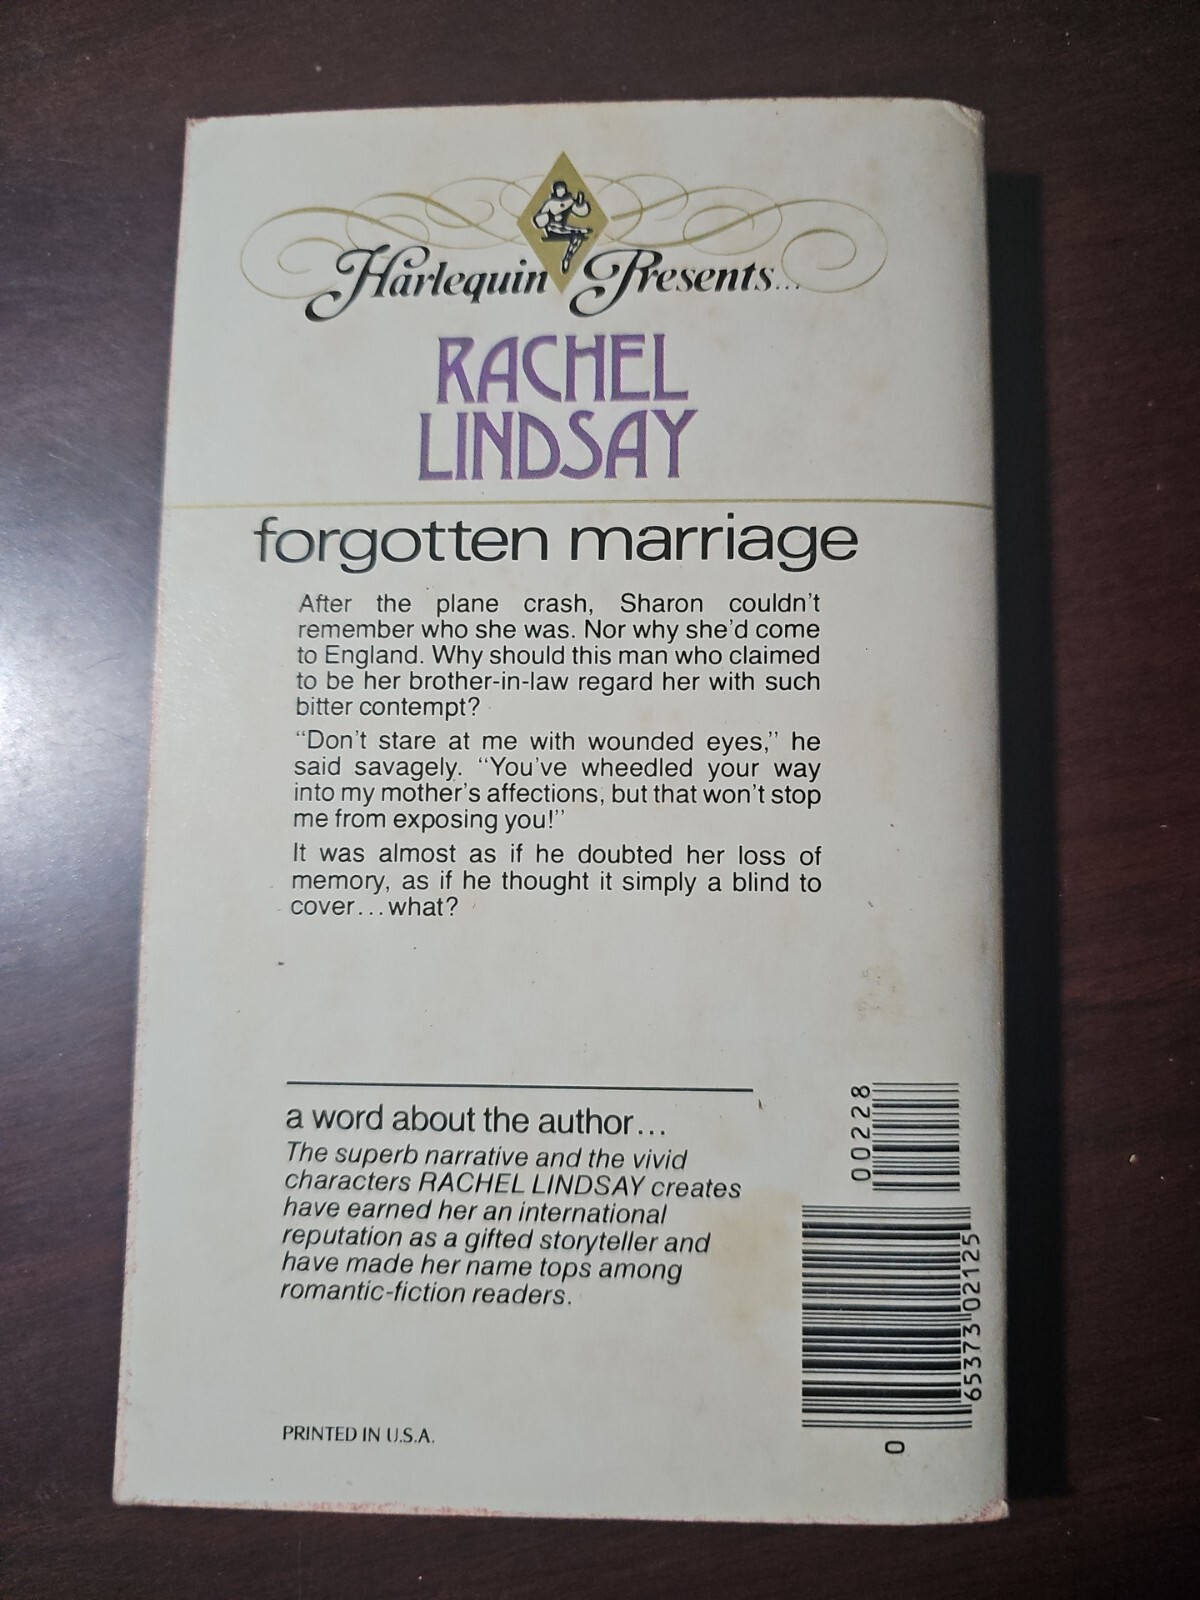 Harlequin Presents...
RACHEL
LINDSAY
forgotten marriage
After the plane crash, Sharon couldn't
remember who she was. Nor why she'd come
to England. Why should this man who claimed
to be her brother-in-law regard her with such
bitter contempt?
"Don't stare at me with wounded eyes," he
said savagely. "You've wheedled your way
into my mother's affections, but that won't stop
me from exposing you!"
It was almost as if he doubted her loss of
memory, as if he thought it simply a blind to
cover...what?
a word about the author...
The superb narrative and the vivid
characters RACHEL LINDSAY creates
have earned her an international
reputation as a gifted storyteller and
have made her name tops among
romantic-fiction readers.
PRINTED IN U.S.A.
00228
0 65373 02125